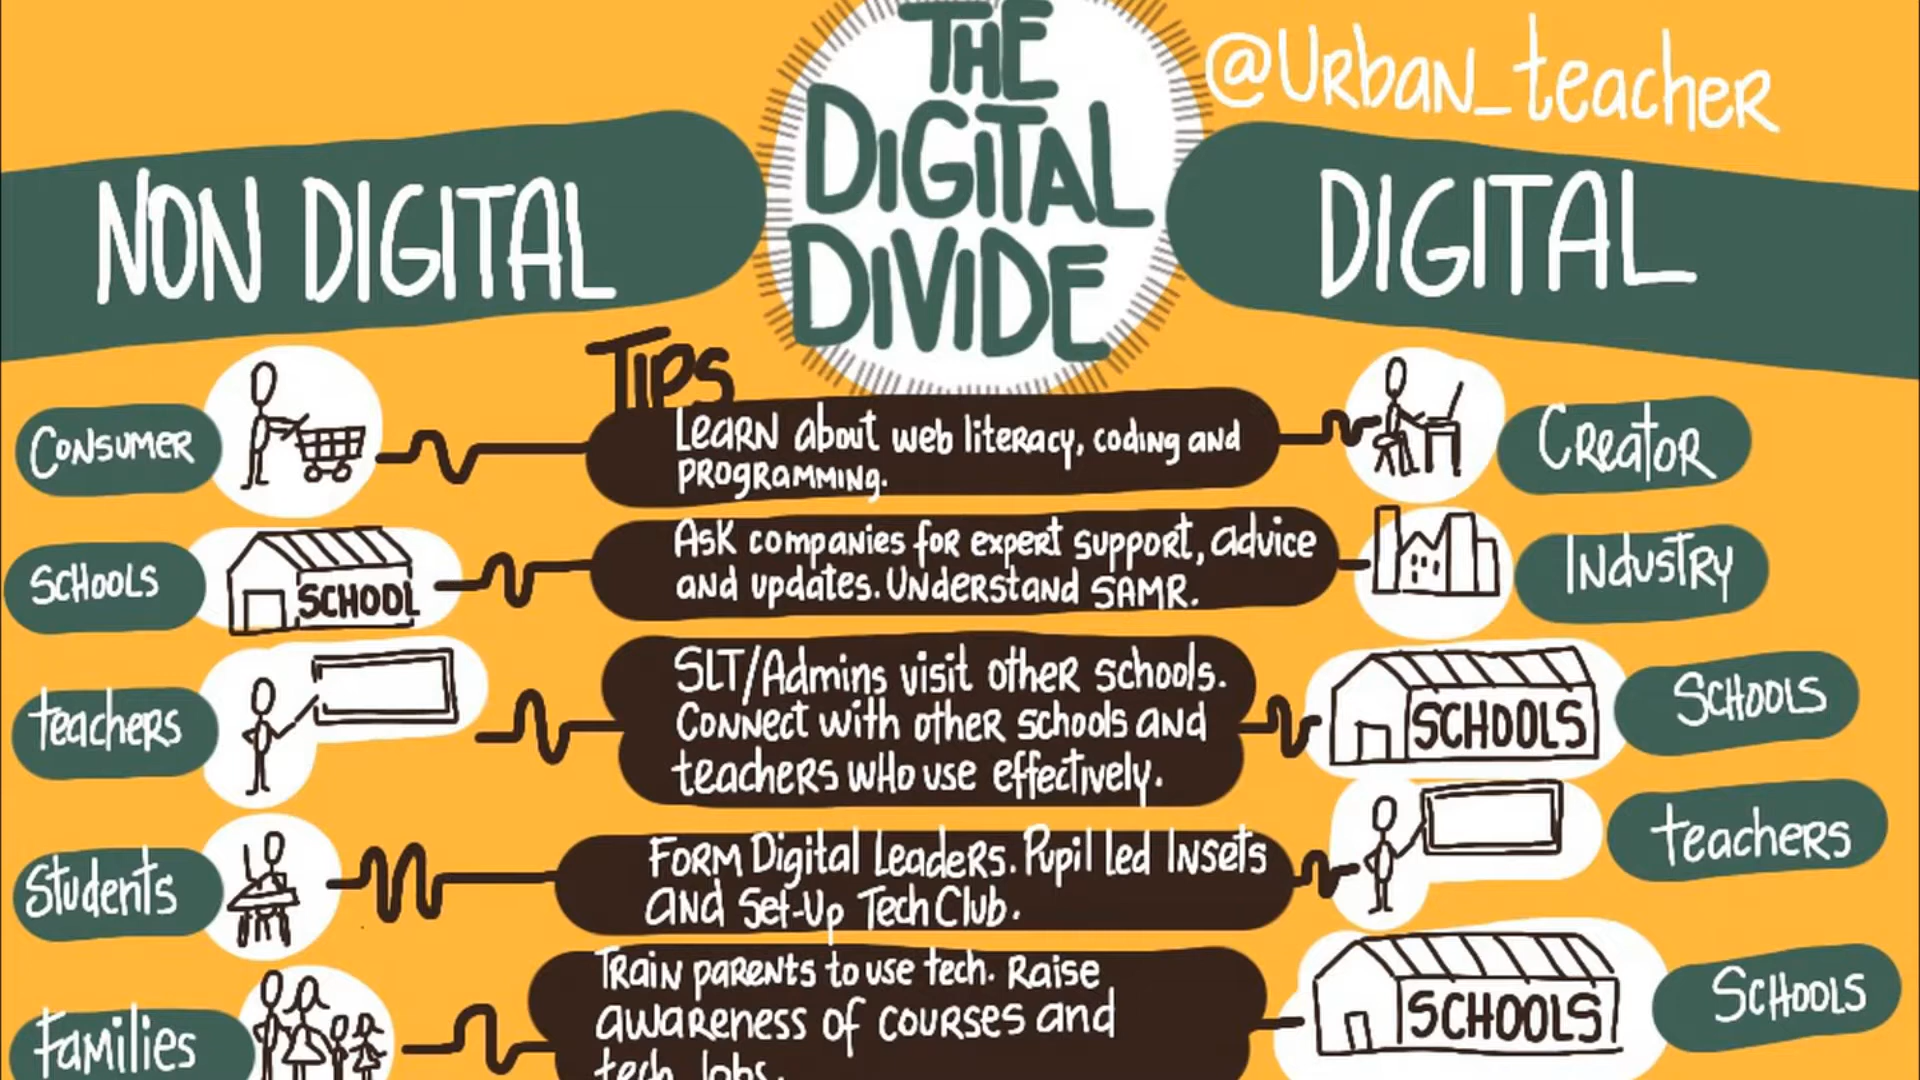 THE
DIGITAL
DIVIDE
@Urban_teacher
NON DIGITAL
DIGITAL
TIPS
CONSUMER
Learn about web literacy, coding and
programming.
Creator
SCHOOLS
SCHOOL
Ask companies for expert support, advice
and updates. Understand SAMR.
INDUSTRY
teachers
SLT/Admins visit other schools.
Connect with other schools and
teachers who use effectively.
SCHOOLS
SCHOOLS
Students
Form Digital Leaders. Pupil led Insets
and Set-Up Tech Club.
teachers
Families
Train parents to use tech. Raise
awareness of courses and
tech jobs.
SCHOOLS
SCHOOLS